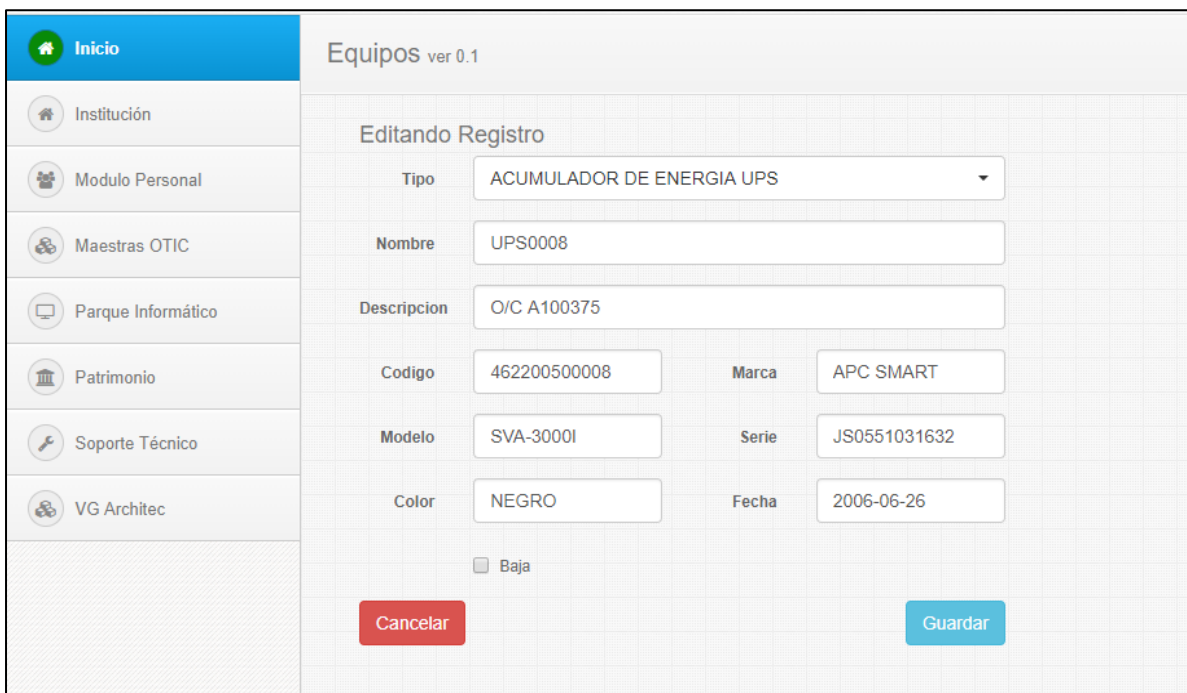 Inicio
Institución
Modulo Personal
Maestras OTIC
Parque Informático
Patrimonio
Soporte Técnico
VG Architec
Equipos ver 0.1
Editando Registro
Tipo ACUMULADOR DE ENERGIA UPS
Nombre UPS0008
Descripcion O/C A100375
Codigo 462200500008 Marca APC SMART
Modelo SVA-3000I Serie JS0551031632
Color NEGRO Fecha 2006-06-26
Baja
Cancelar Guardar